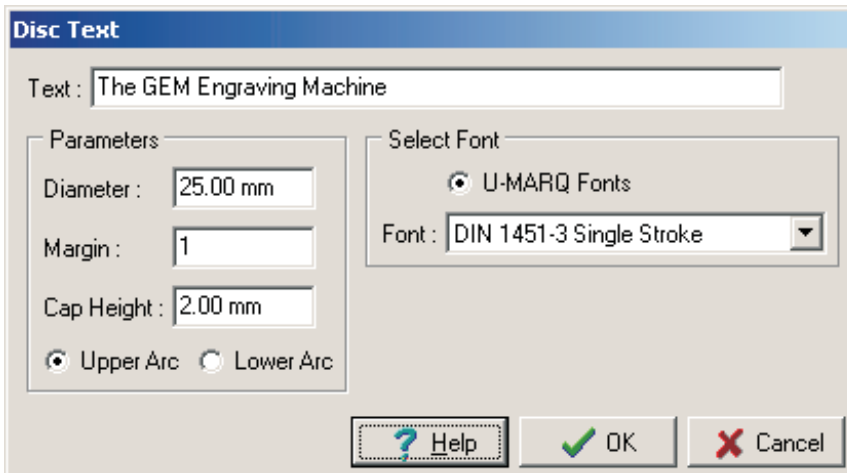 Disc Text
Text : The GEM Engraving Machine
Parameters
Diameter : 25.00 mm
Margin : 1
Cap Height : 2.00 mm
Upper Arc Lower Arc
Select Font
U-MARQ Fonts
Font : DIN 1451-3 Single Stroke
? Help OK Cancel